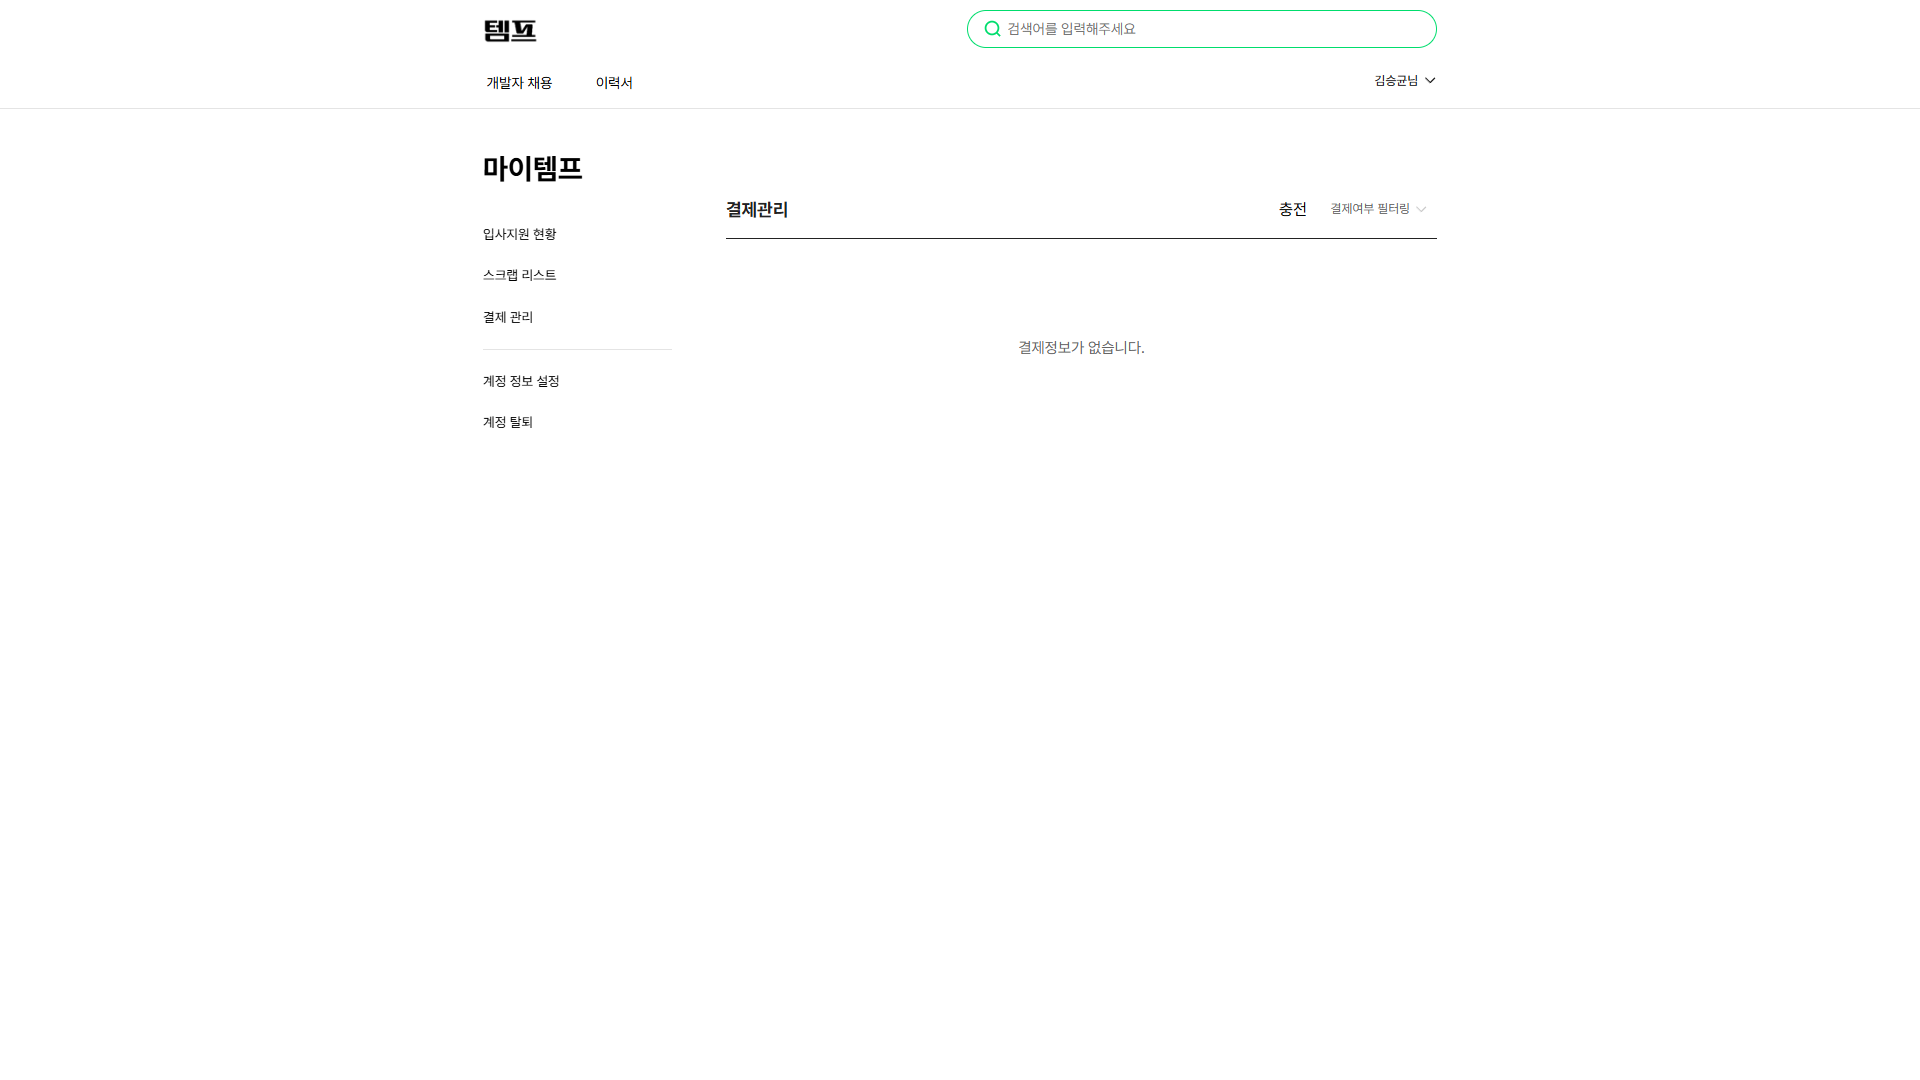 템프
검색어를 입력해주세요
개발자 채용
이력서
김승균님
마이템프
입사지원 현황
스크랩 리스트
결제 관리
계정 정보 설정
계정 탈퇴
결제관리
충전
결제여부 필터링
결제정보가 없습니다.